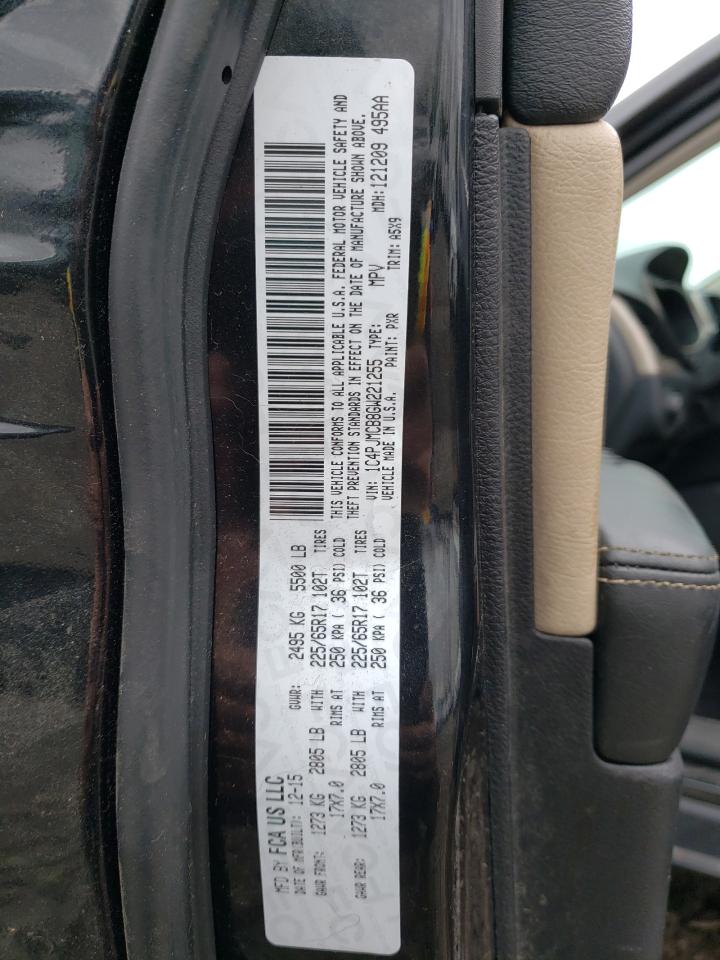 MFD BY FCA US LLC
DATE OF MFR(BUILT): 12-15 GVWR: 2495 KG 5500 LB
GAWR FRONT: 1273 KG 2805 LB WITH 225/65R17 102T TIRES
17X7.0 RIMS AT 250 KPA ( 36 PSI) COLD
GAWR REAR: 1273 KG 2805 LB WITH 225/65R17 102T TIRES
17X7.0 RIMS AT 250 KPA ( 36 PSI) COLD
THIS VEHICLE CONFORMS TO ALL APPLICABLE U.S.A. FEDERAL MOTOR VEHICLE SAFETY AND
THEFT PREVENTION STANDARDS IN EFFECT ON THE DATE OF MANUFACTURE SHOWN ABOVE.
VIN: 1C4PJMCB8GW221255 TYPE: MPV MDH:121209 495AA
VEHICLE MADE IN U.S.A. PAINT: PXR TRIM: A5X9